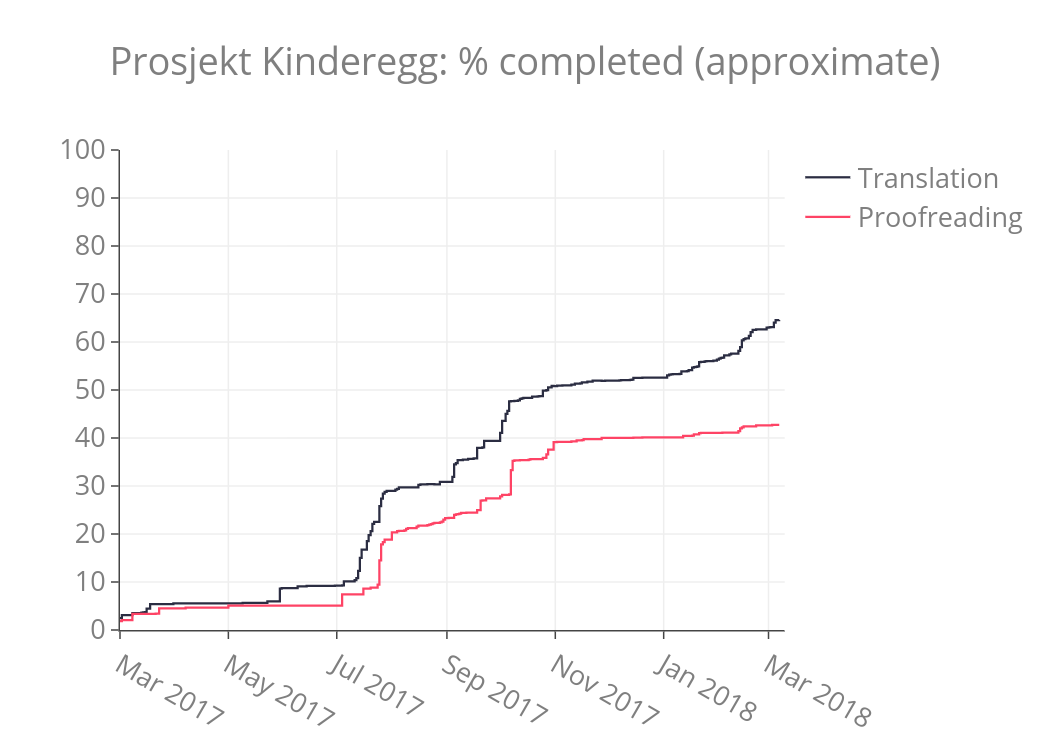 Prosjekt Kinderegg: % completed (approximate)
100
90
80
70
60
50
40
30
20
10
0
Translation
Proofreading
Mar 2017
May 2017
Jul 2017
Sep 2017
Nov 2017
Jan 2018
Mar 2018